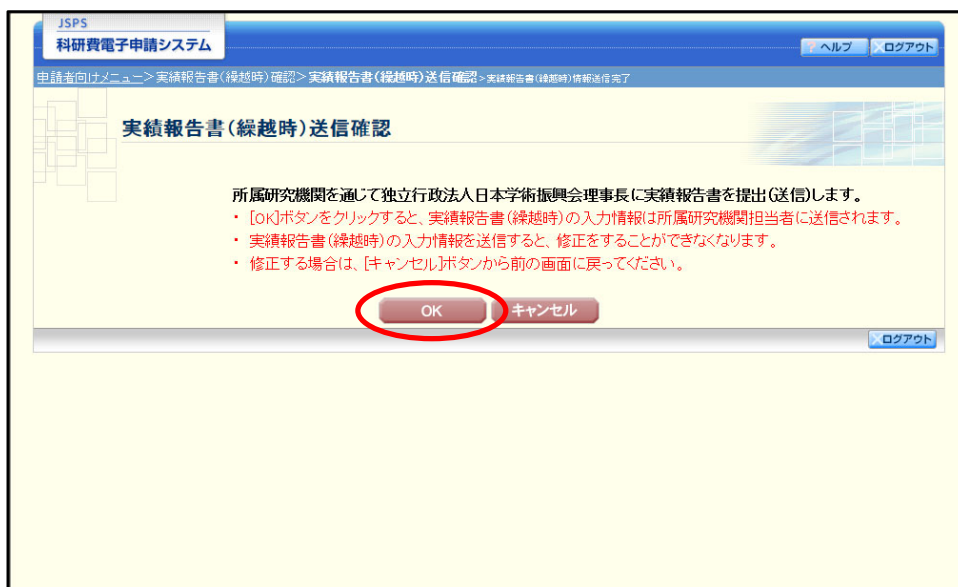 JSPS
科研費電子申請システム
? ヘルプ
ログアウト
申請者向けメニュー>実績報告書(繰越時)確認>実績報告書(繰越時)送信確認>実績報告書(繰越時)情報送信完了
実績報告書(繰越時)送信確認
所属研究機関を通じて独立行政法人日本学術振興会理事長に実績報告書を提出(送信)します。
・ [OK]ボタンをクリックすると、実績報告書(繰越時)の入力情報は所属研究機関担当者に送信されます。
・ 実績報告書(繰越時)の入力情報を送信すると、修正をすることができなくなります。
・ 修正する場合は、[キャンセル]ボタンから前の画面に戻ってください。
OK
キャンセル
ログアウト